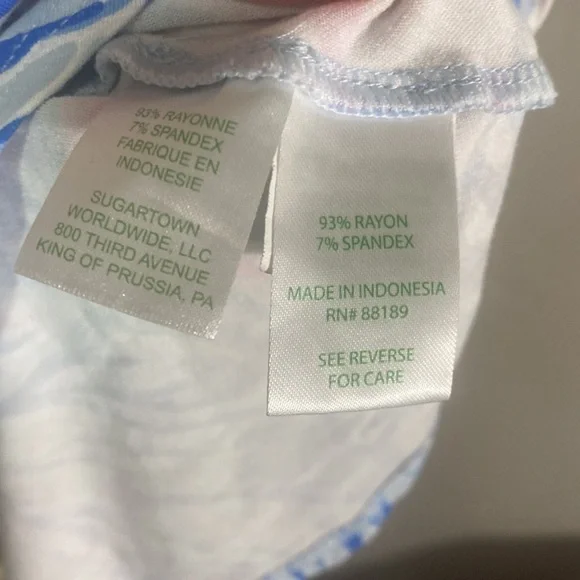 93% RAYONNE
7% SPANDEX
FABRIQUE EN
INDONESIE
SUGARTOWN
WORLDWIDE, LLC
800 THIRD AVENUE
KING OF PRUSSIA, PA
93% RAYON
7% SPANDEX
MADE IN INDONESIA
RN# 88189
SEE REVERSE
FOR CARE